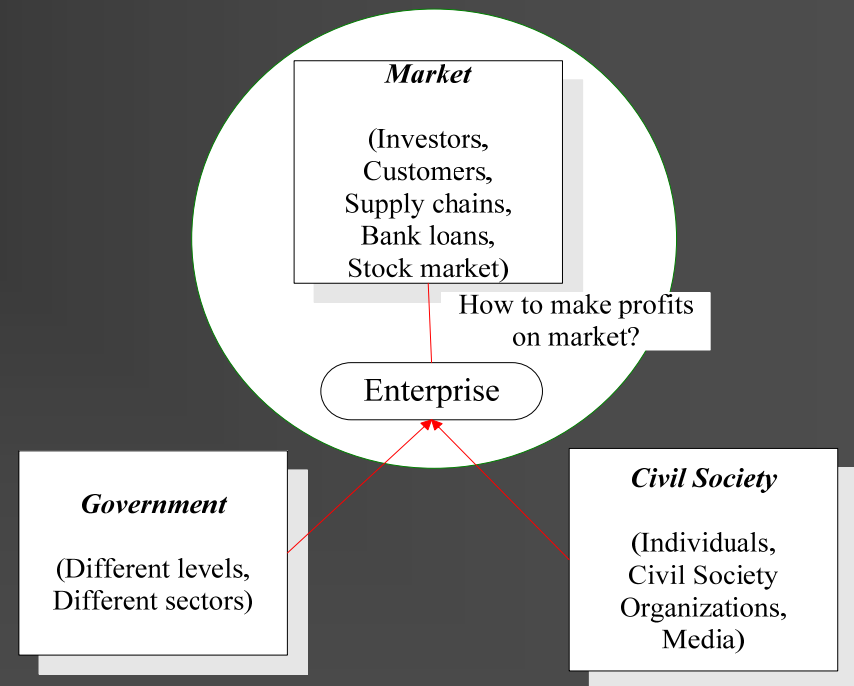 Market
(Investors,
Customers,
Supply chains,
Bank loans,
Stock market)
How to make profits
on market?
Enterprise
Government
(Different levels,
Different sectors)
Civil Society
(Individuals,
Civil Society
Organizations,
Media)